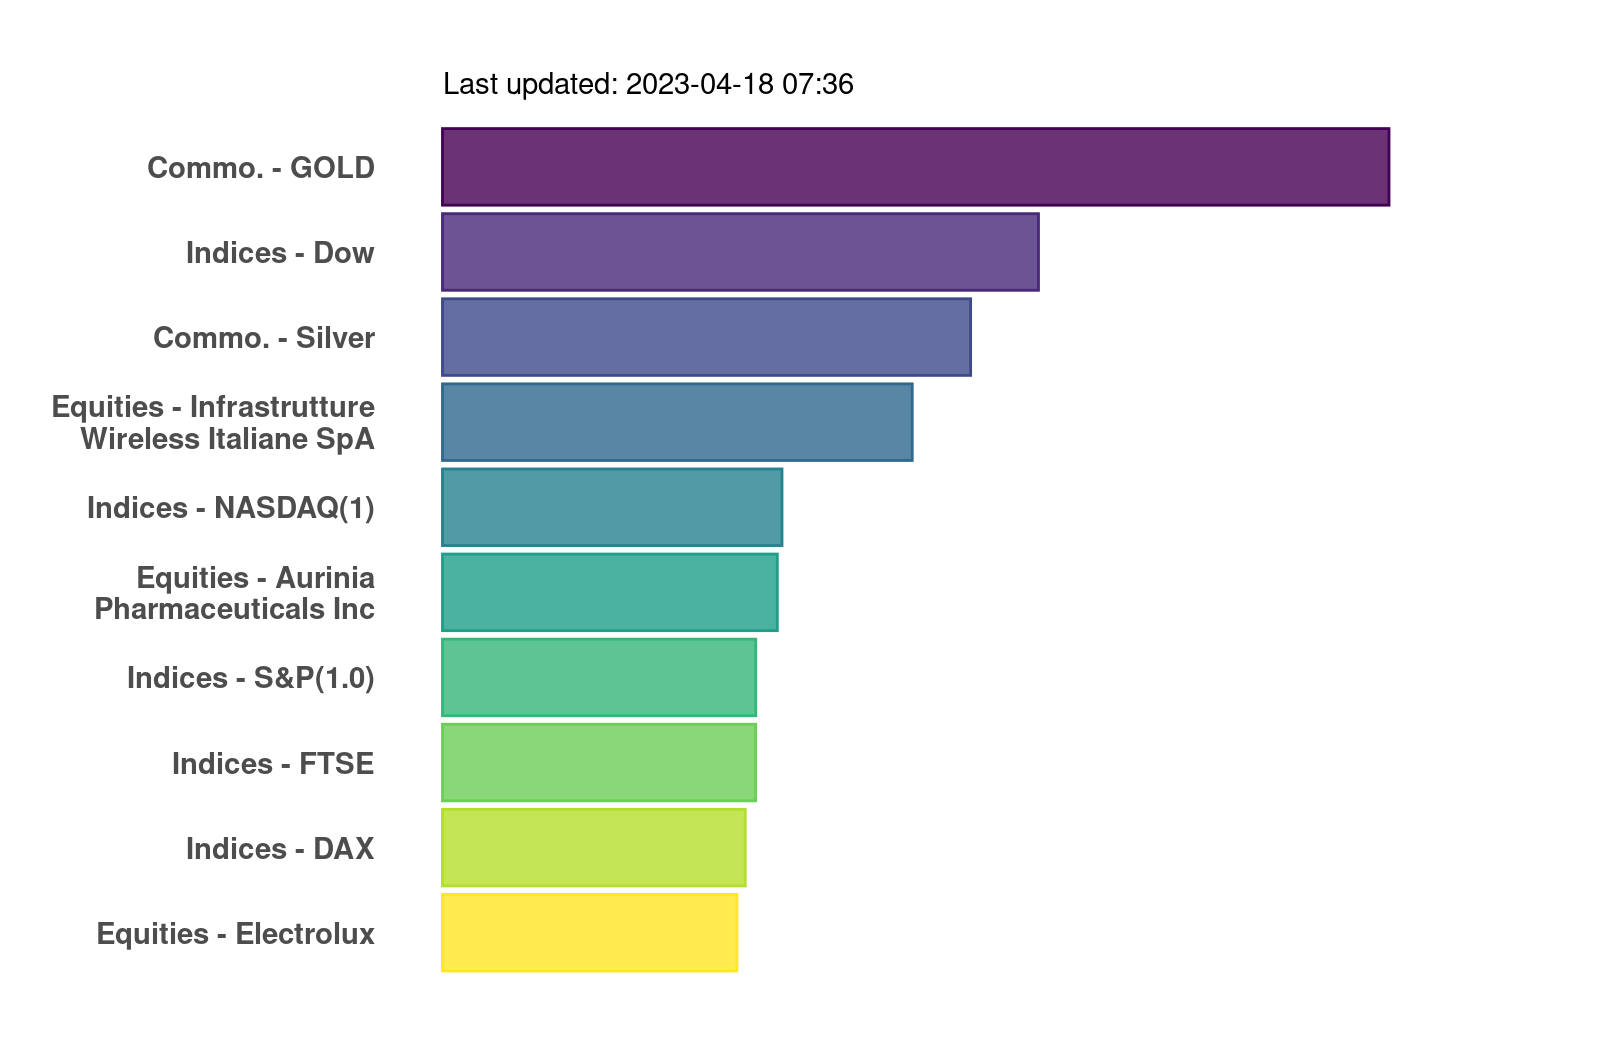 Last updated: 2023-04-18 07:36
Commo. - GOLD
Indices - Dow
Commo. - Silver
Equities - Infrastrutture
Wireless Italiane SpA
Indices - NASDAQ(1)
Equities - Aurinia
Pharmaceuticals Inc
Indices - S&P(1.0)
Indices - FTSE
Indices - DAX
Equities - Electrolux